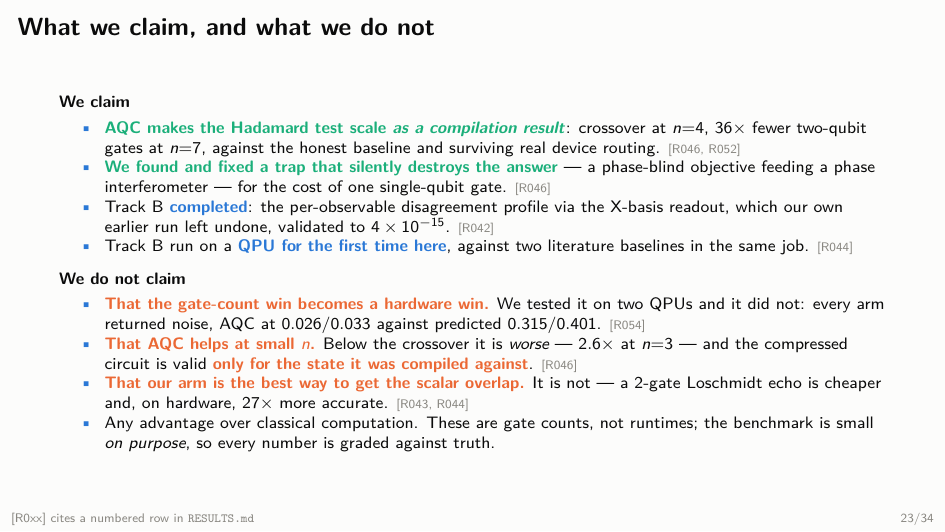 What we claim, and what we do not
We claim
▪ AQC makes the Hadamard test scale as a compilation result: crossover at n=4, 36× fewer two-qubit
gates at n=7, against the honest baseline and surviving real device routing. [R046, R052]
▪ We found and fixed a trap that silently destroys the answer — a phase-blind objective feeding a phase
interferometer — for the cost of one single-qubit gate. [R046]
▪ Track B completed: the per-observable disagreement profile via the X-basis readout, which our own
earlier run left undone, validated to 4 × 10⁻¹⁵. [R042]
▪ Track B run on a QPU for the first time here, against two literature baselines in the same job. [R044]
We do not claim
▪ That the gate-count win becomes a hardware win. We tested it on two QPUs and it did not: every arm
returned noise, AQC at 0.026/0.033 against predicted 0.315/0.401. [R054]
▪ That AQC helps at small n. Below the crossover it is worse — 2.6× at n=3 — and the compressed
circuit is valid only for the state it was compiled against. [R046]
▪ That our arm is the best way to get the scalar overlap. It is not — a 2-gate Loschmidt echo is cheaper
and, on hardware, 27× more accurate. [R043, R044]
▪ Any advantage over classical computation. These are gate counts, not runtimes; the benchmark is small
on purpose, so every number is graded against truth.
[R0xx] cites a numbered row in RESULTS.md
23/34